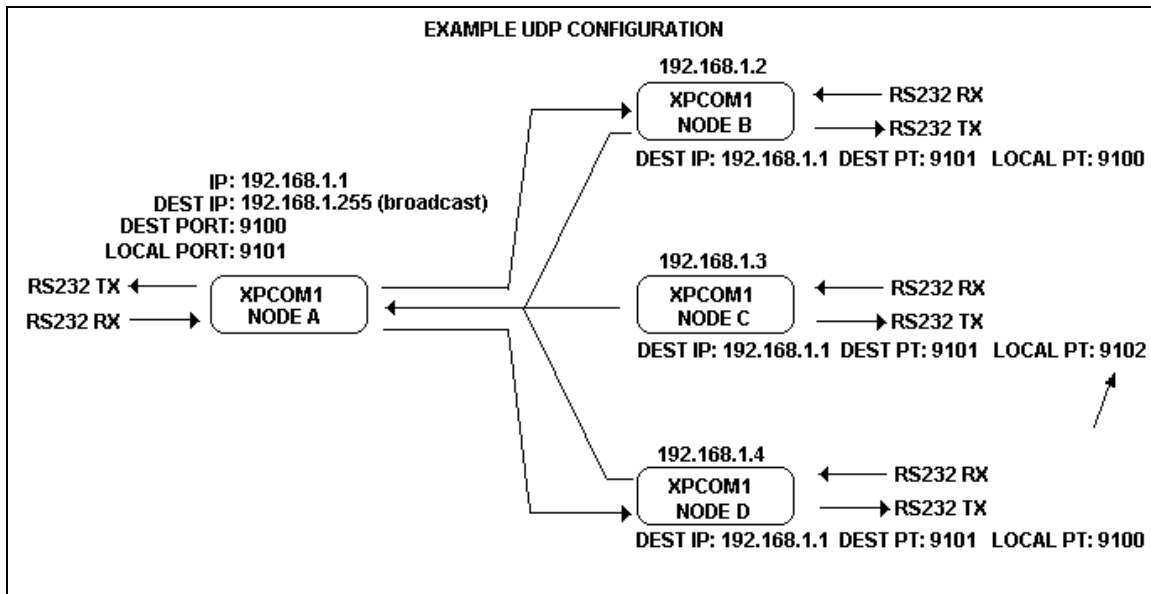 EXAMPLE UDP CONFIGURATION
IP: 192.168.1.1
DEST IP: 192.168.1.255 (broadcast)
DEST PORT: 9100
LOCAL PORT: 9101
RS232 TX
RS232 RX
XPCOM1
NODE A
192.168.1.2
XPCOM1
NODE B
RS232 RX
RS232 TX
DEST IP: 192.168.1.1 DEST PT: 9101 LOCAL PT: 9100
192.168.1.3
XPCOM1
NODE C
RS232 RX
RS232 TX
DEST IP: 192.168.1.1 DEST PT: 9101 LOCAL PT: 9102
192.168.1.4
XPCOM1
NODE D
RS232 RX
RS232 TX
DEST IP: 192.168.1.1 DEST PT: 9101 LOCAL PT: 9100